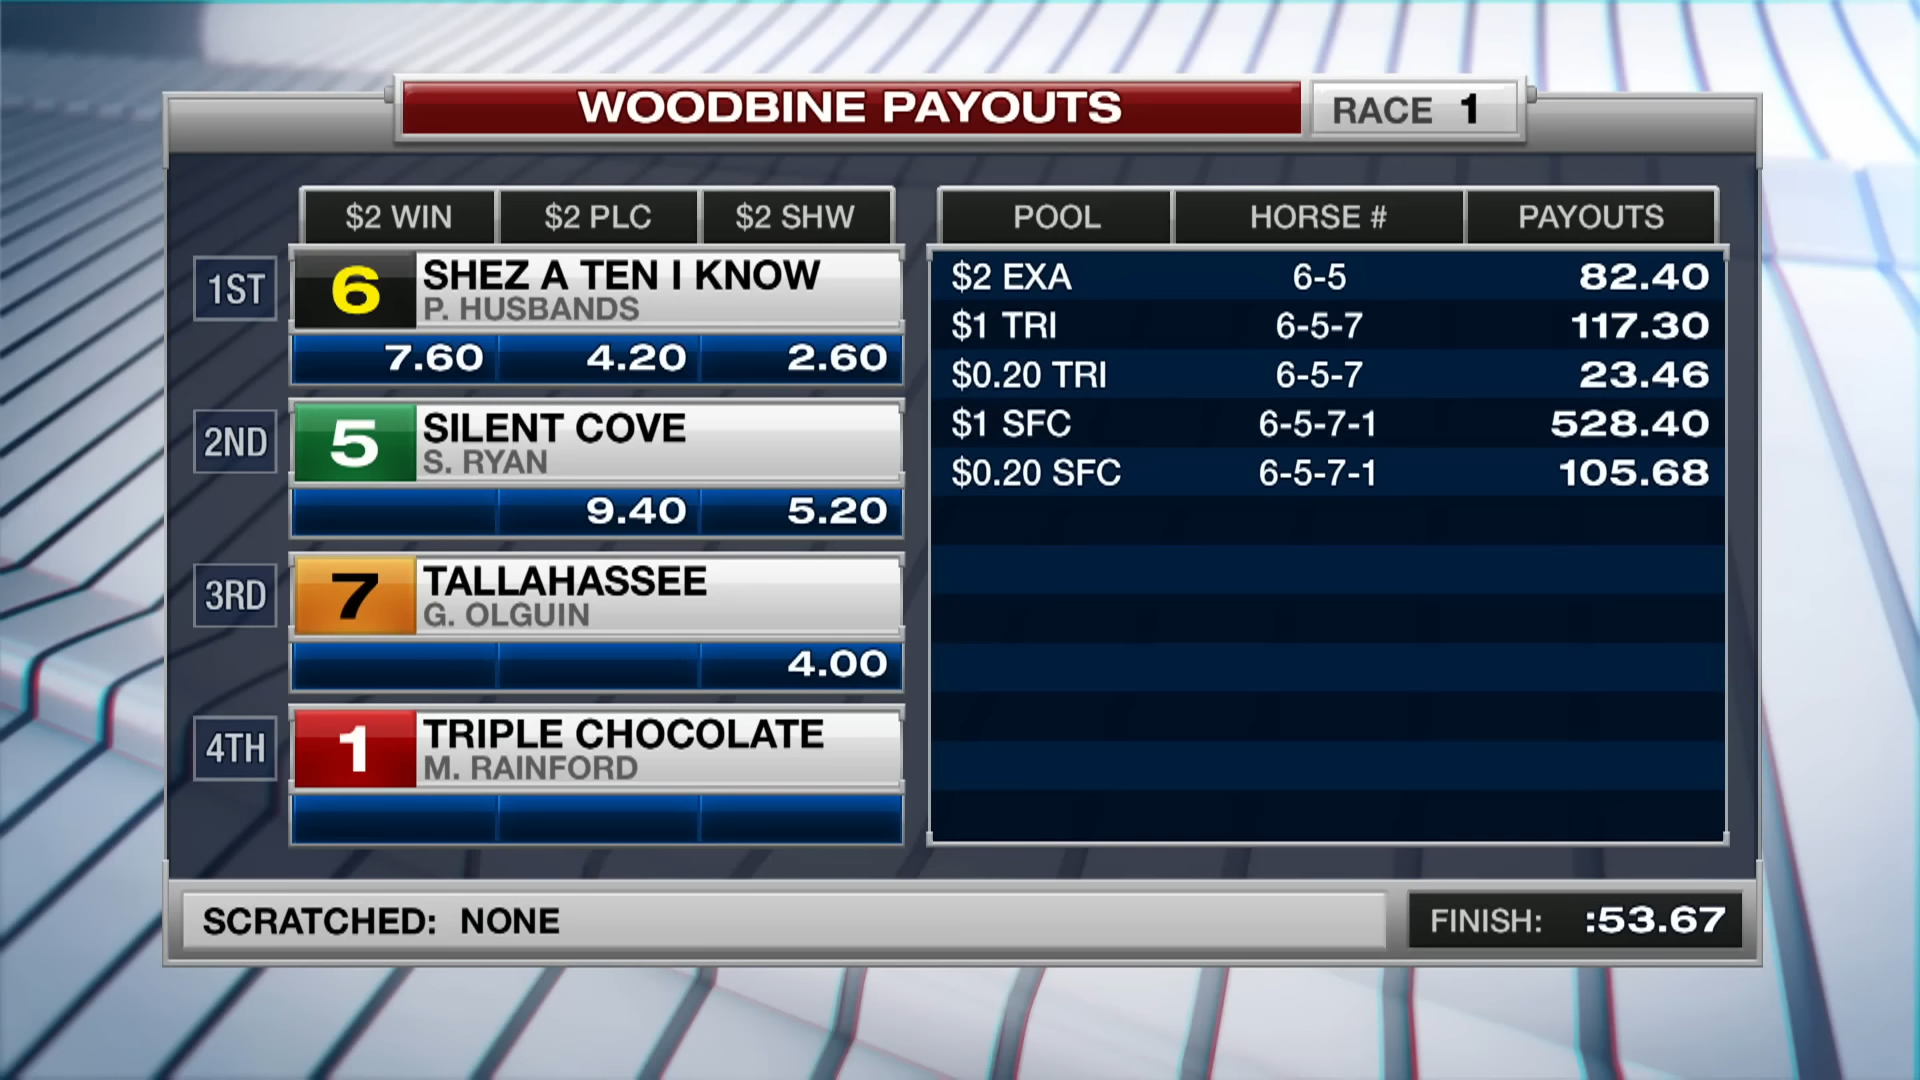 WOODBINE PAYOUTS
RACE 1
$2 WIN $2 PLC $2 SHW
1ST 6 SHEZ A TEN I KNOW
P. HUSBANDS
7.60 4.20 2.60
2ND 5 SILENT COVE
S. RYAN
9.40 5.20
3RD 7 TALLAHASSEE
G. OLGUIN
4.00
4TH 1 TRIPLE CHOCOLATE
M. RAINFORD
POOL HORSE # PAYOUTS
$2 EXA 6-5 82.40
$1 TRI 6-5-7 117.30
$0.20 TRI 6-5-7 23.46
$1 SFC 6-5-7-1 528.40
$0.20 SFC 6-5-7-1 105.68
SCRATCHED: NONE
FINISH: :53.67